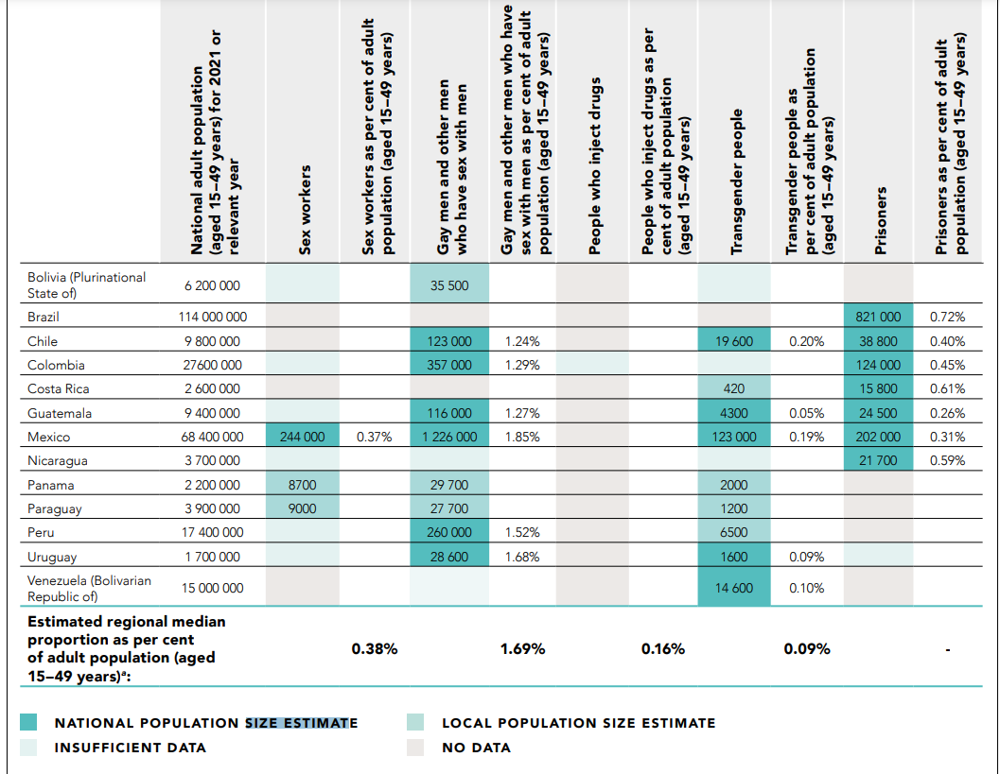 National adult population
(aged 15–49 years) for 2021 or
relevant year
Sex workers
Sex workers as per cent of adult
population (aged 15–49 years)
Gay men and other men
who have sex with men
Gay men and other men who have
sex with men as per cent of adult
population (aged 15–49 years)
People who inject drugs
People who inject drugs as per
cent of adult population
(aged 15–49 years)
Transgender people
Transgender people as
per cent of adult population
(aged 15–49 years)
Prisoners
Prisoners as per cent of adult
population (aged 15–49 years)
Bolivia (Plurinational
State of) 6 200 000 35 500
Brazil 114 000 000 821 000 0.72%
Chile 9 800 000 123 000 1.24% 19 600 0.20% 38 800 0.40%
Colombia 27600 000 357 000 1.29% 124 000 0.45%
Costa Rica 2 600 000 420 15 800 0.61%
Guatemala 9 400 000 116 000 1.27% 4300 0.05% 24 500 0.26%
Mexico 68 400 000 244 000 0.37% 1 226 000 1.85% 123 000 0.19% 202 000 0.31%
Nicaragua 3 700 000 21 700 0.59%
Panama 2 200 000 8700 29 700 2000
Paraguay 3 900 000 9000 27 700 1200
Peru 17 400 000 260 000 1.52% 6500
Uruguay 1 700 000 28 600 1.68% 1600 0.09%
Venezuela (Bolivarian
Republic of) 15 000 000 14 600 0.10%
Estimated regional median
proportion as per cent
of adult population (aged
15–49 years)ᵃ: 0.38% 1.69% 0.16% 0.09% -
NATIONAL POPULATION SIZE ESTIMATE LOCAL POPULATION SIZE ESTIMATE
INSUFFICIENT DATA NO DATA